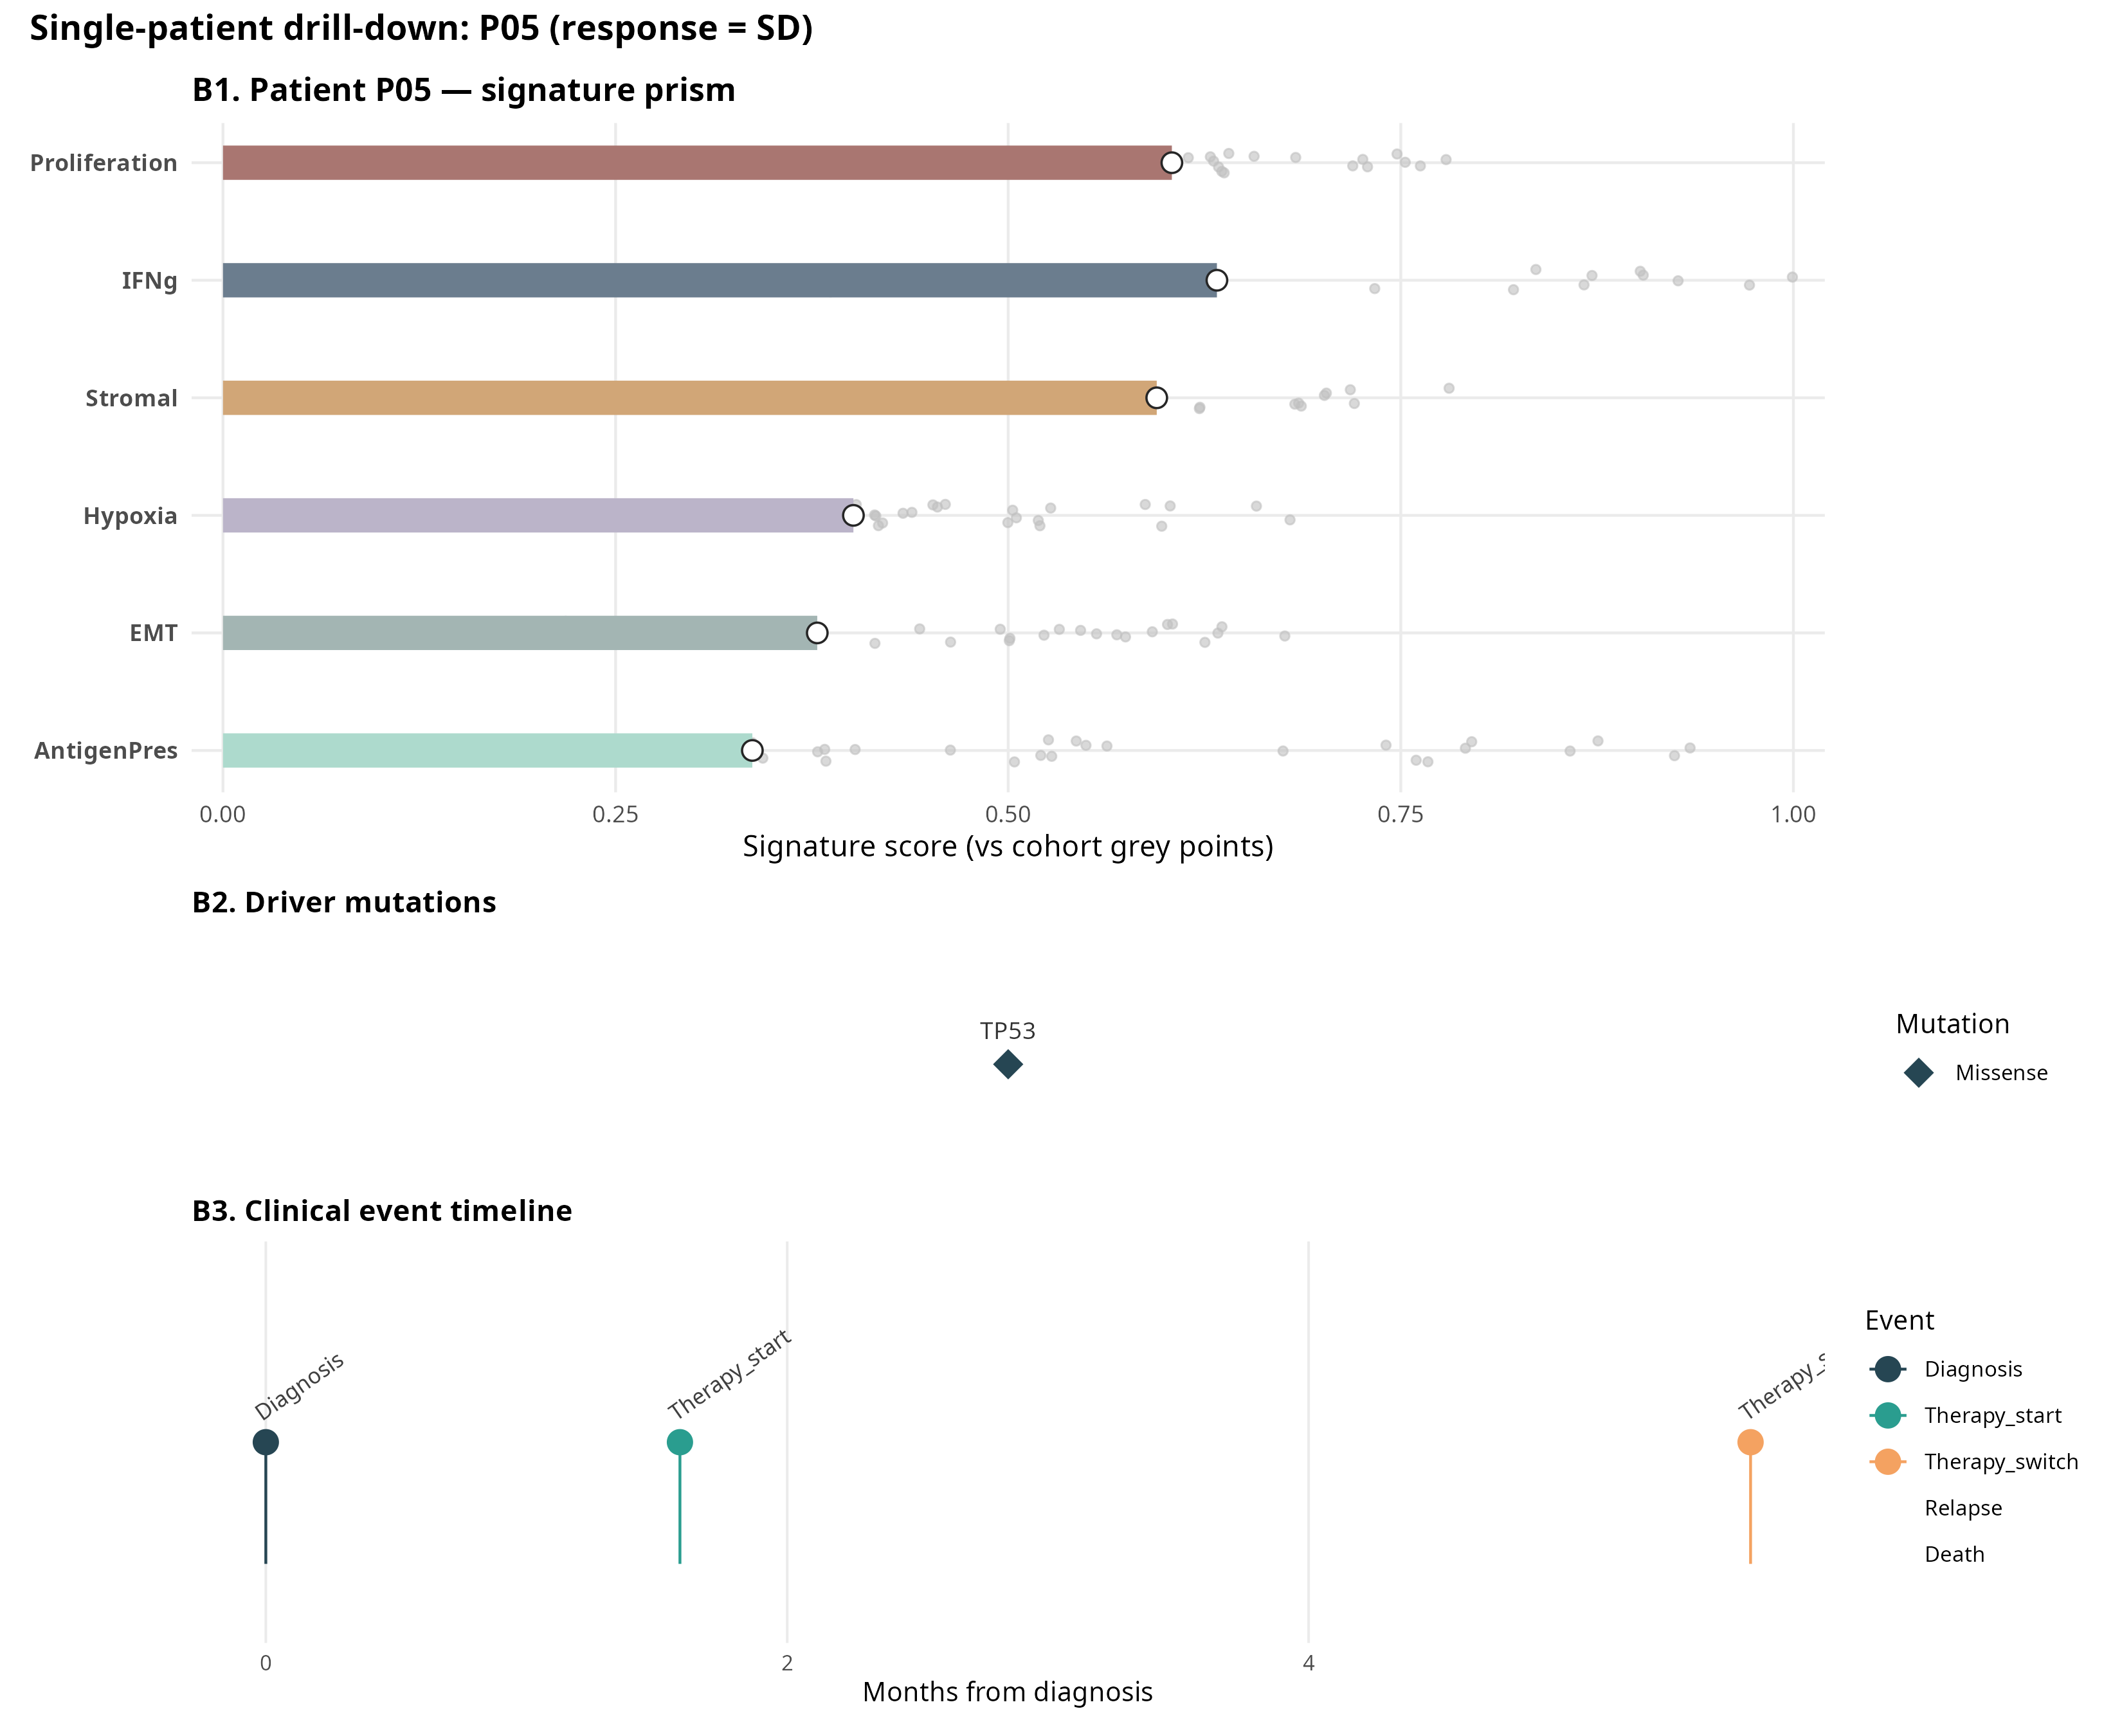 Single-patient drill-down: P05 (response = SD)
B1. Patient P05 — signature prism
Proliferation
IFNg
Stromal
Hypoxia
EMT
AntigenPres
0.00 0.25 0.50 0.75 1.00
Signature score (vs cohort grey points)
B2. Driver mutations
TP53
Mutation
Missense
B3. Clinical event timeline
Diagnosis
Therapy_start
Therapy_s
Event
Diagnosis
Therapy_start
Therapy_switch
Relapse
Death
0 2 4
Months from diagnosis